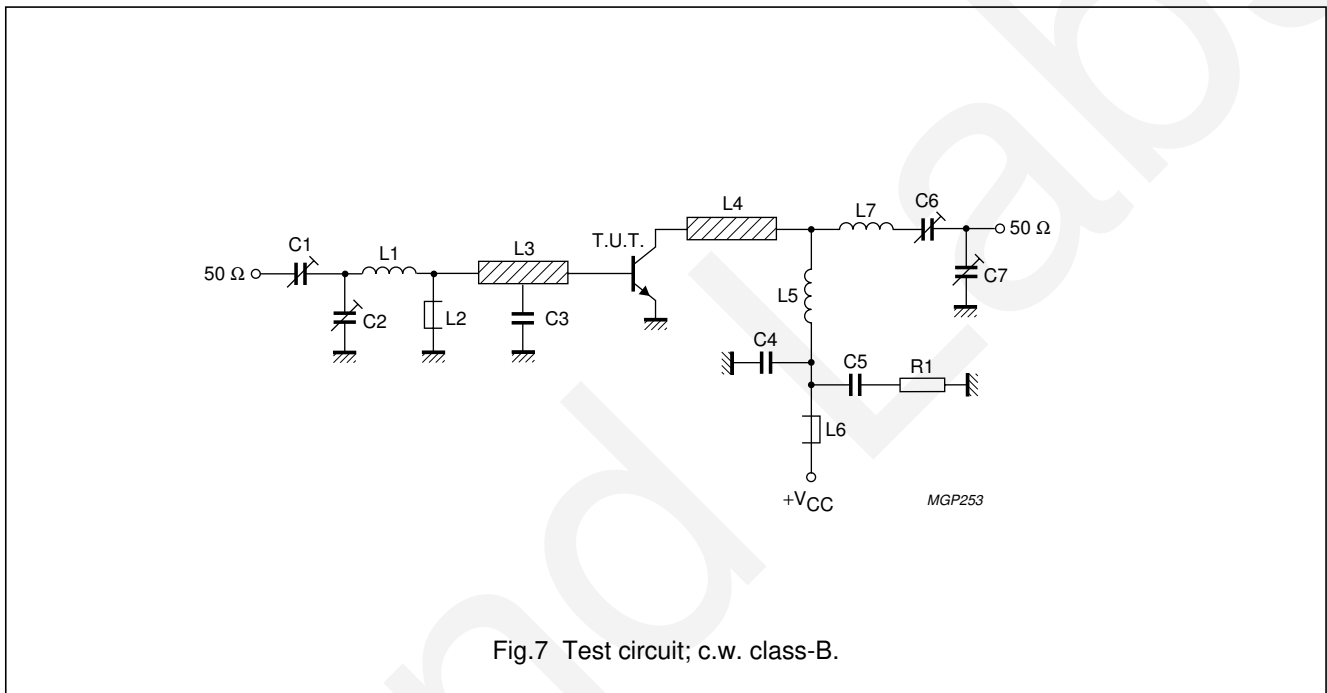 L4
L7
C6
50 Ω
T.U.T.
C1
L1
L3
50 Ω
C7
L5
C2
L2
C3
C4
C5
R1
L6
+VCC
MGP253
Fig.7 Test circuit; c.w. class-B.